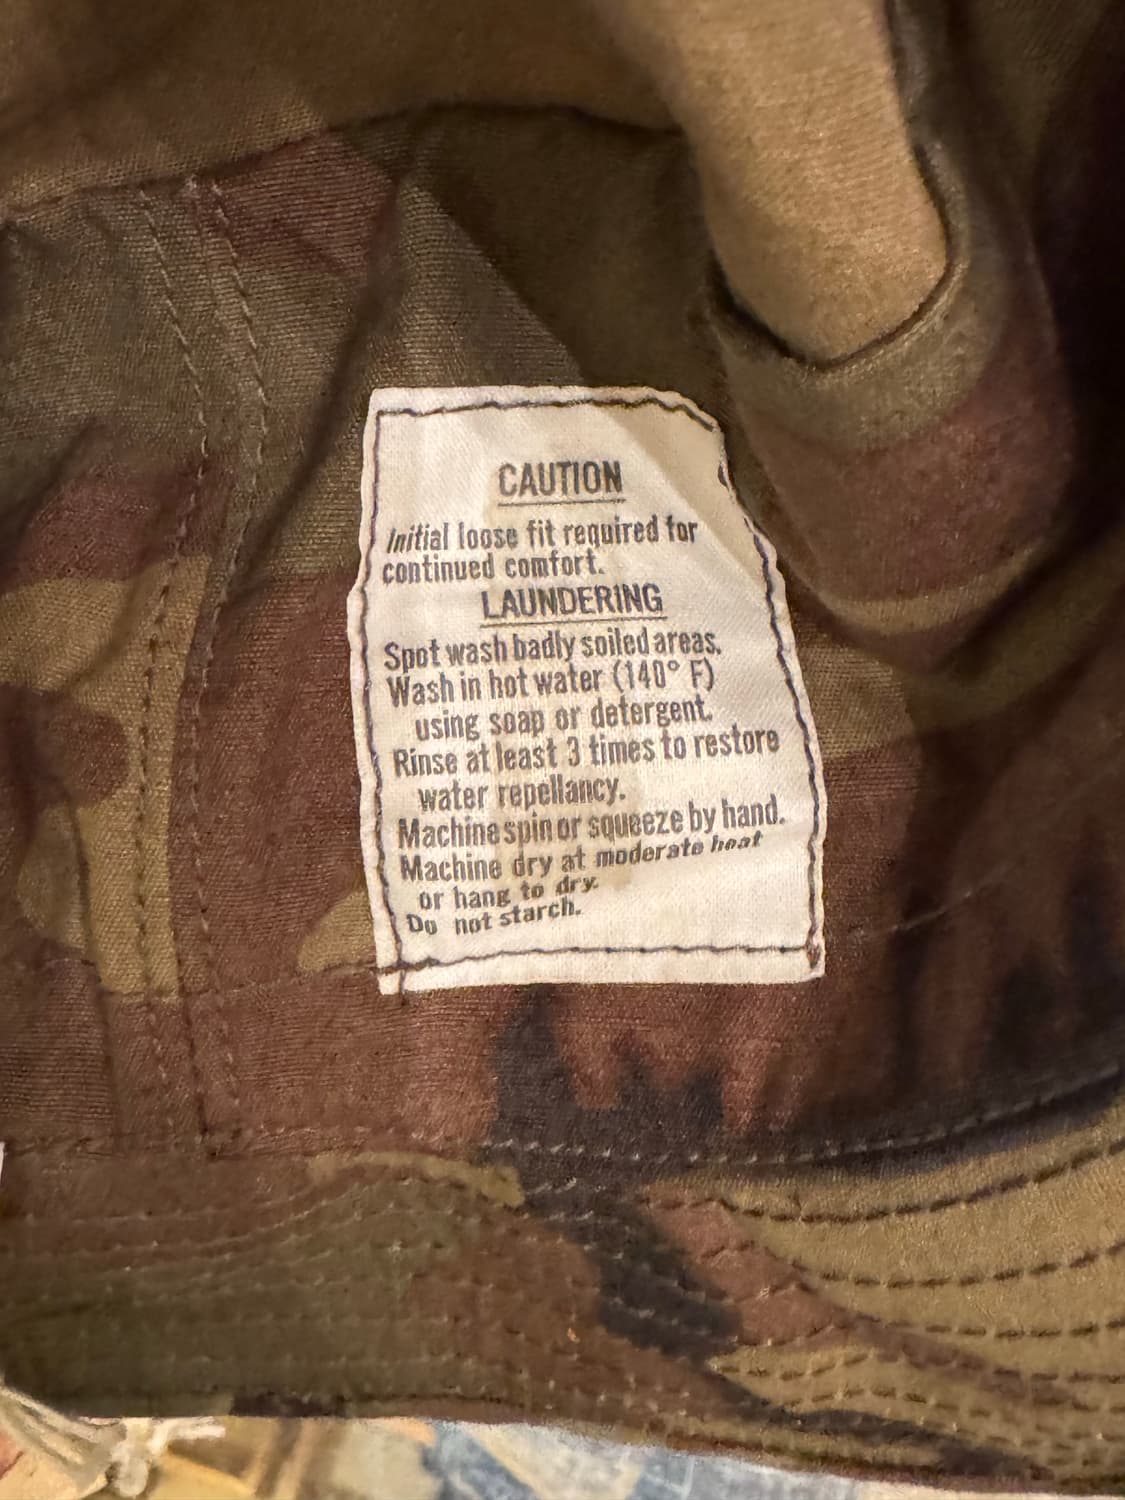 CAUTION
Initial loose fit required for
continued comfort.
LAUNDERING
Spot wash badly soiled areas.
Wash in hot water (140° F)
using soap or detergent.
Rinse at least 3 times to restore
water repellancy.
Machine spin or squeeze by hand.
Machine dry at moderate heat
or hang to dry.
Do not starch.